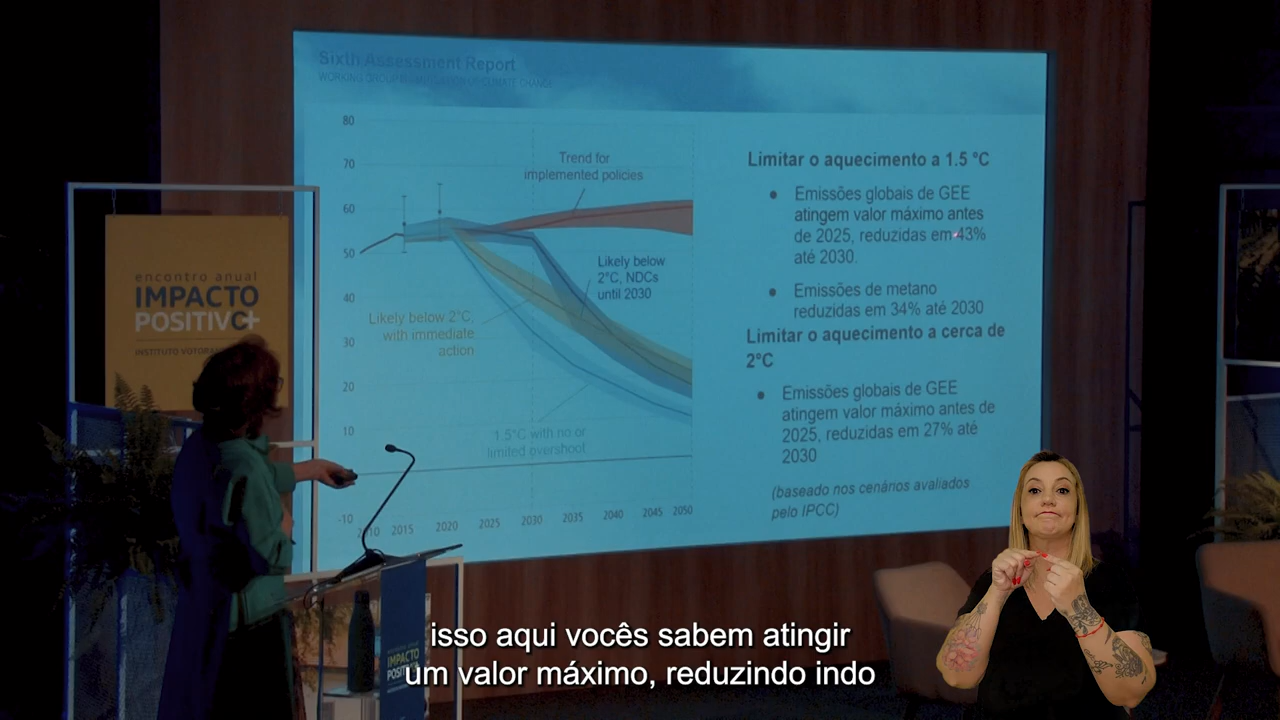 Sixth Assessment Report
80
70
60
50
40
30
20
10
-10
2010 2015 2020 2025 2030 2035 2040 2045 2050
Trend for
implemented policies
Likely below
2°C, NDCs
until 2030
Likely below 2°C,
with immediate
action
1.5°C with no or
limited overshoot
Limitar o aquecimento a 1.5 °C
• Emissões globais de GEE
atingem valor máximo antes
de 2025, reduzidas em 43%
até 2030.
• Emissões de metano
reduzidas em 34% até 2030
Limitar o aquecimento a cerca de
2°C
• Emissões globais de GEE
atingem valor máximo antes de
2025, reduzidas em 27% até
2030
(baseado nos cenários avaliados
pelo IPCC)
encontro anual
IMPACTO
POSITIVO+
INSTITUTO
IMPACTO
isso aqui vocês sabem atingir
um valor máximo, reduzindo indo